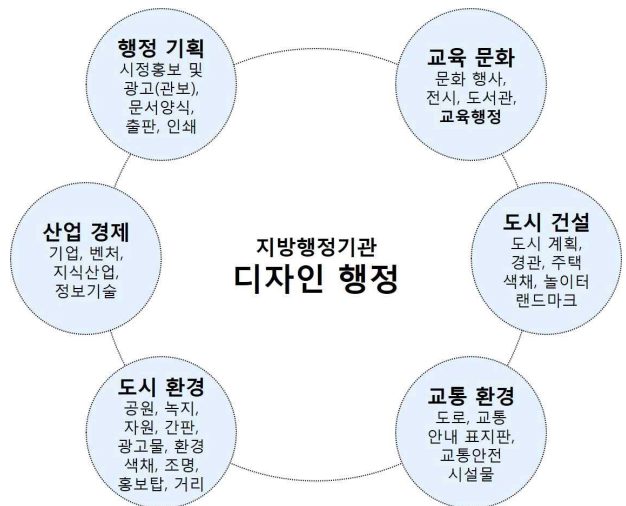 행정 기획
시정홍보 및
광고(관보),
문서양식,
출판, 인쇄
교육 문화
문화 행사,
전시, 도서관,
교육행정
산업 경제
기업, 벤처,
지식산업,
정보기술
지방행정기관
디자인 행정
도시 건설
도시 계획,
경관, 주택
색채, 놀이터
랜드마크
도시 환경
공원, 녹지,
자원, 간판,
광고물, 환경
색채, 조명,
홍보탑, 거리
교통 환경
도로, 교통
안내 표지판,
교통안전
시설물